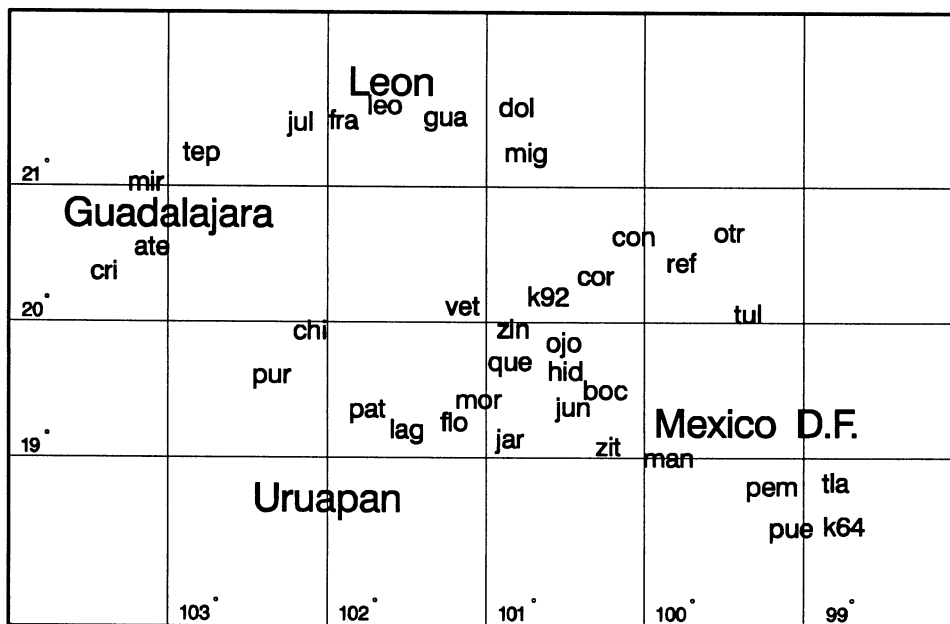 Leon
leo
dol
jul
fra
gua
tep
mig
21°
mir
Guadalajara
con
otr
ate
cri
ref
cor
k92
20°
vet
tul
chi
zin
ojo
que
pur
hid
boc
mor
pat
jun
flo
lag
Mexico D.F.
19°
jar
zit
man
Uruapan
pem
tla
pue
k64
103° 102° 101° 100° 99°